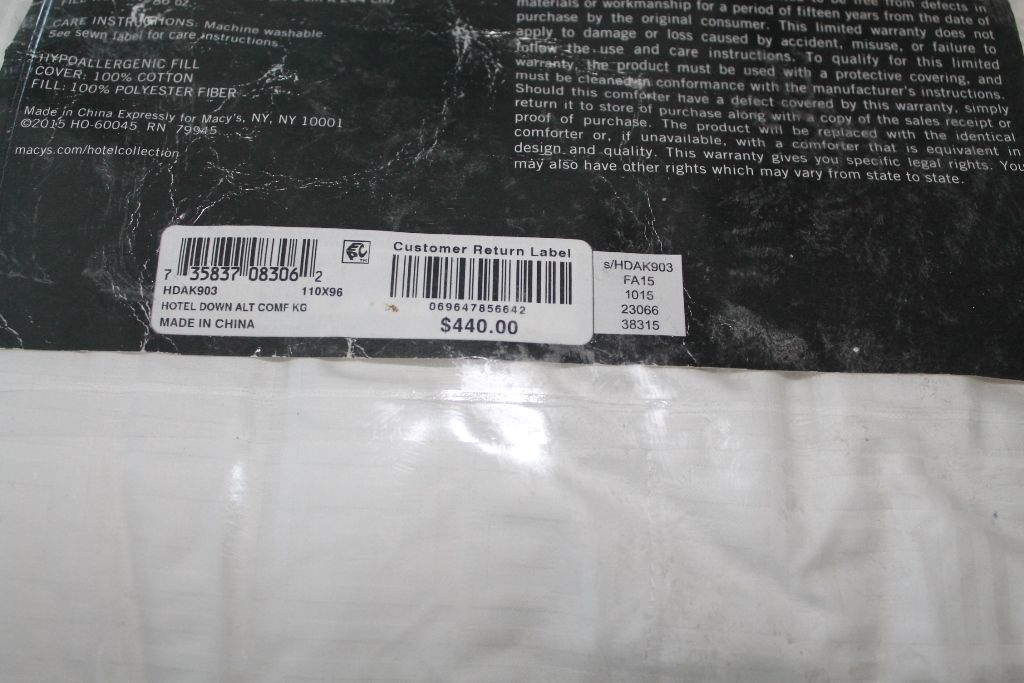 86 oz.
CARE INSTRUCTIONS: Machine washable.
See sewn label for care instructions.
HYPOALLERGENIC FILL
COVER: 100% COTTON
FILL: 100% POLYESTER FIBER
Made in China Expressly for Macy's, NY, NY 10001
©2015 HO-60045 RN 79945
macys.com/hotelcollection
to be free from defects in
materials or workmanship for a period of fifteen years from the date of
purchase by the original consumer. This limited warranty does not
apply to damage or loss caused by accident, misuse, or failure to
follow the use and care instructions. To qualify for this limited
warranty, the product must be used with a protective covering, and
must be cleaned in conformance with the manufacturer's instructions.
Should this comforter have a defect covered by this warranty, simply
return it to store of purchase along with a copy of the sales receipt or
proof of purchase. The product will be replaced with the identical
comforter or, if unavailable, with a comforter that is equivalent in
design and quality. This warranty gives you specific legal rights. You
may also have other rights which may vary from state to state.
7 35837 08306 2
HDAK903 110X96
HOTEL DOWN ALT COMF KG
MADE IN CHINA
Customer Return Label
069647856642
$440.00
s/HDAK903
FA15
1015
23066
38315